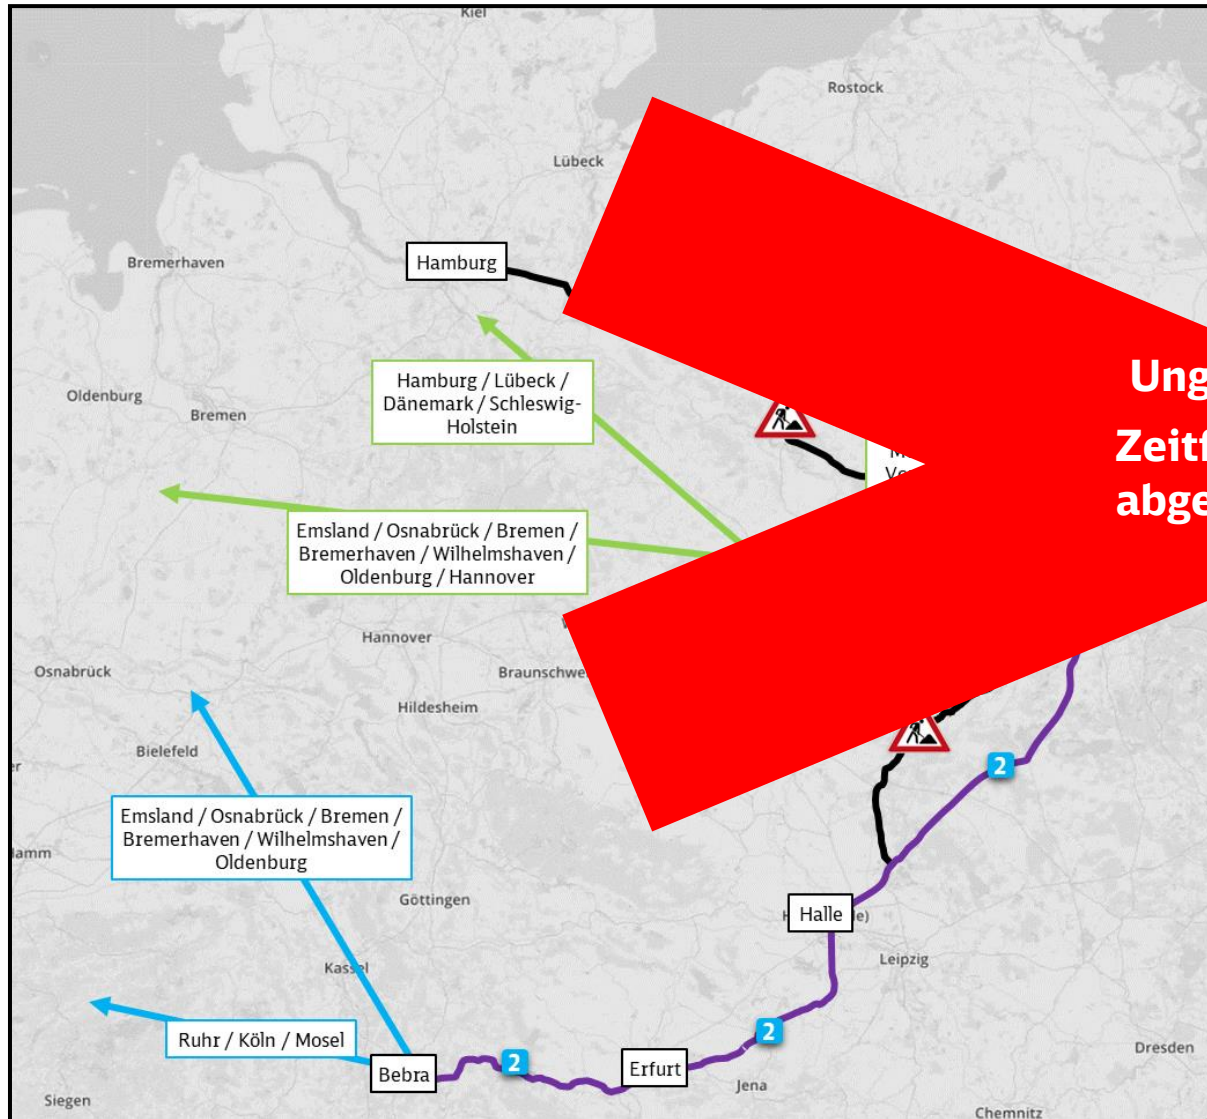 Kiel
Rostock
Lübeck
Hamburg
Bremerhaven
Hamburg / Lübeck /
Dänemark / Schleswig-
Holstein
Oldenburg
Bremen
Ung
Zeitf
abge
Emsland / Osnabrück / Bremen /
Bremerhaven / Wilhelmshaven /
Oldenburg / Hannover
Hannover
Osnabrück
Braunschwe
Hildesheim
Bielefeld
2
Emsland / Osnabrück / Bremen /
Bremerhaven / Wilhelmshaven /
Oldenburg
amm
Göttingen
Halle
Leipzig
Kassel
Ruhr / Köln / Mosel
2
Bebra
2
Erfurt
Jena
Dresden
Siegen
Chemnitz